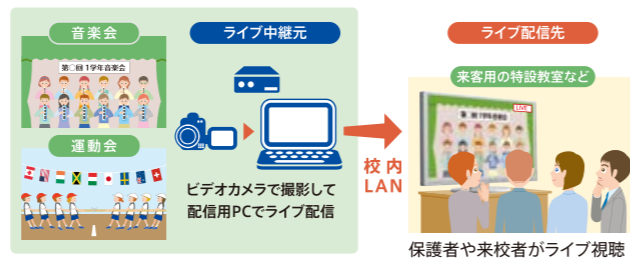 音楽会
第○回 1学年音楽会
運動会
ライブ中継元
ビデオカメラで撮影して
配信用PCでライブ配信
校内
LAN
ライブ配信先
来客用の特設教室など
LIVE
保護者や来校者がライブ視聴